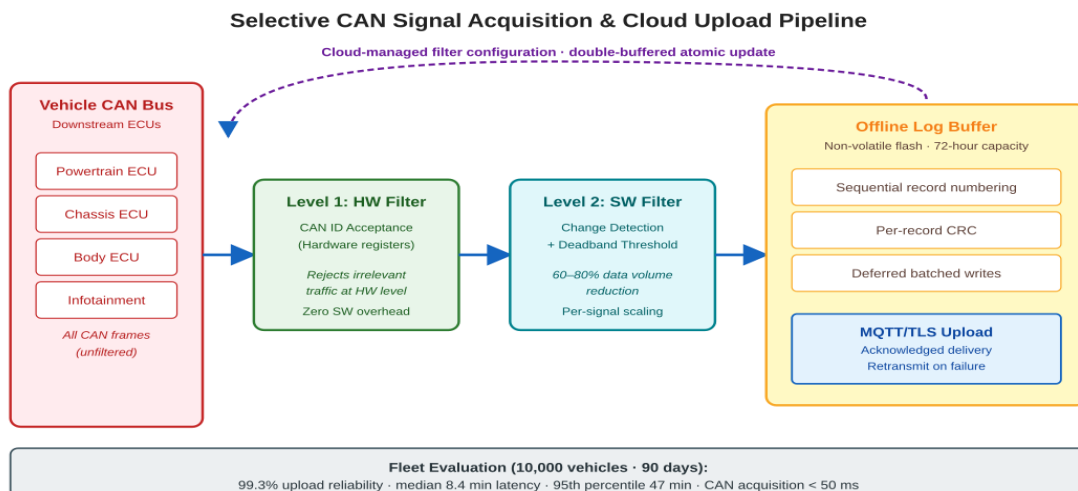 Selective CAN Signal Acquisition & Cloud Upload Pipeline
Cloud-managed filter configuration · double-buffered atomic update
Vehicle CAN Bus
Downstream ECUs
Powertrain ECU
Chassis ECU
Body ECU
Infotainment
All CAN frames
(unfiltered)
Level 1: HW Filter
CAN ID Acceptance
(Hardware registers)
Rejects irrelevant
traffic at HW level
Zero SW overhead
Level 2: SW Filter
Change Detection
+ Deadband Threshold
60–80% data volume
reduction
Per-signal scaling
Offline Log Buffer
Non-volatile flash · 72-hour capacity
Sequential record numbering
Per-record CRC
Deferred batched writes
MQTT/TLS Upload
Acknowledged delivery
Retransmit on failure
Fleet Evaluation (10,000 vehicles · 90 days):
99.3% upload reliability · median 8.4 min latency · 95th percentile 47 min · CAN acquisition < 50 ms